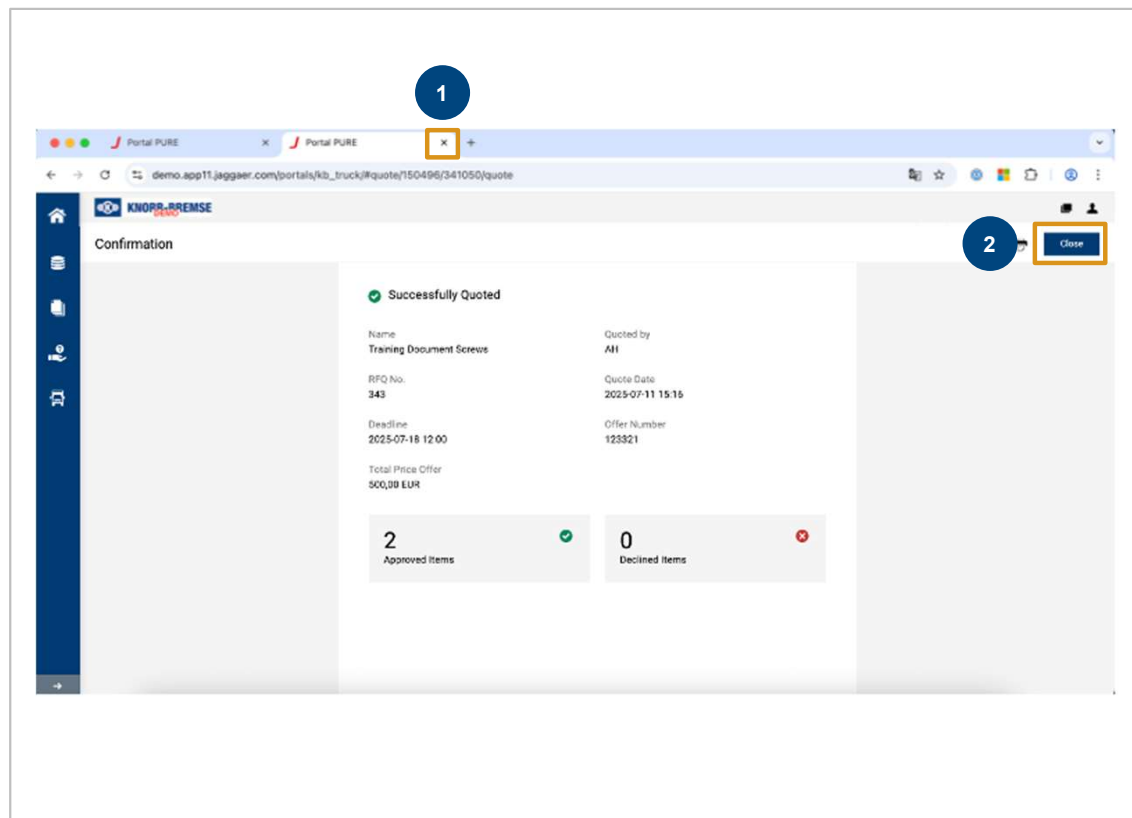 1
Portal PURE
Portal PURE
demo.app11.jaggaer.com/portals/kb_truck/#quote/150496/341050/quote
KNORR-BREMSE
DEMO
Confirmation
2
Close
Successfully Quoted
Name
Training Document Screws
Quoted by
AH
RFQ No.
343
Quote Date
2025-07-11 15:16
Deadline
2025-07-18 12:00
Offer Number
123321
Total Price Offer
500,00 EUR
2
Approved Items
0
Declined Items